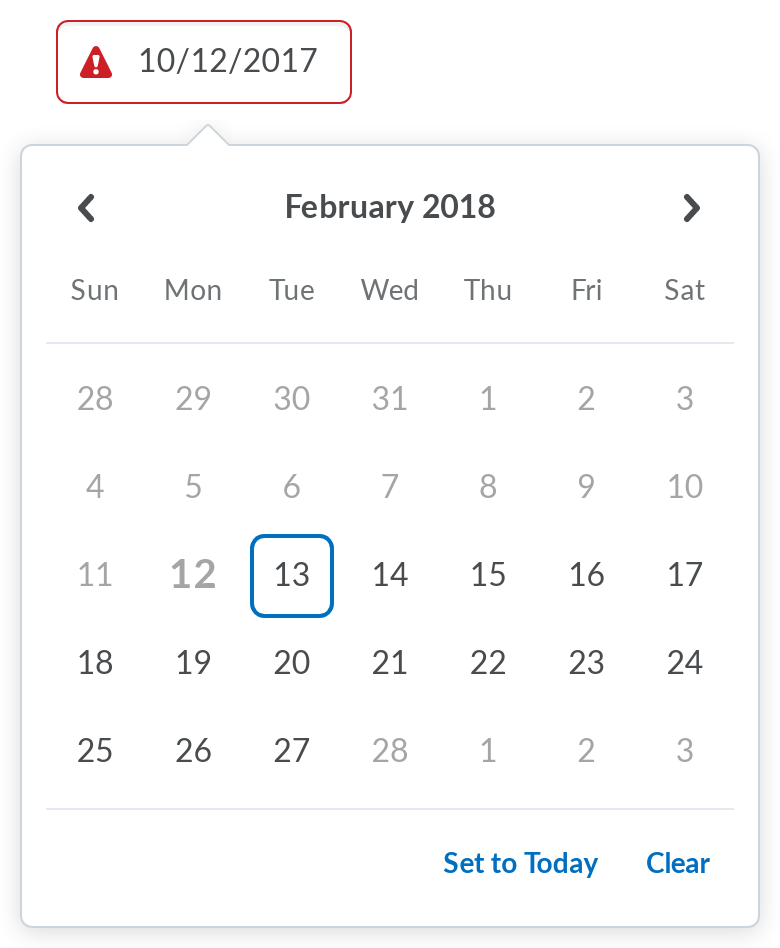 10/12/2017
February 2018
Sun Mon Tue Wed Thu Fri Sat
28 29 30 31 1 2 3
4 5 6 7 8 9 10
11 12 13 14 15 16 17
18 19 20 21 22 23 24
25 26 27 28 1 2 3
Set to Today Clear